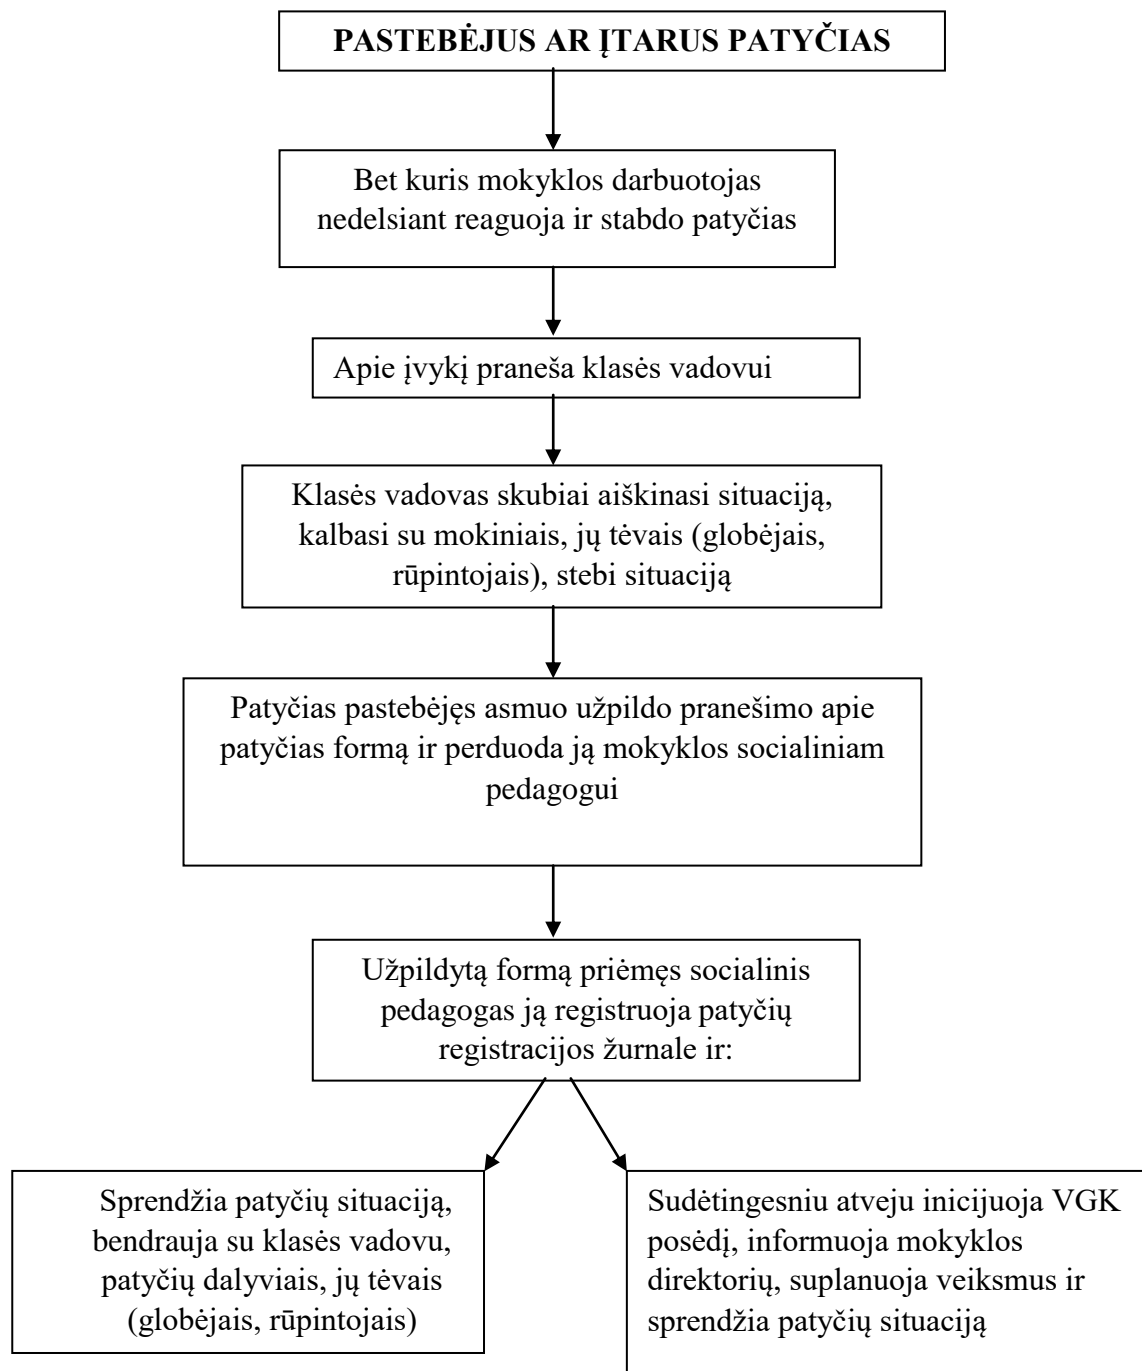 PASTEBĖJUS AR ĮTARUS PATYČIAS
Bet kuris mokyklos darbuotojas
nedelsiant reaguoja ir stabdo patyčias
Apie įvykį praneša klasės vadovui
Klasės vadovas skubiai aiškinasi situaciją,
kalbasi su mokiniais, jų tėvais (globėjais,
rūpintojais), stebi situaciją
Patyčias pastebėjęs asmuo užpildo pranešimo apie
patyčias formą ir perduoda ją mokyklos socialiniam
pedagogui
Užpildytą formą priėmęs socialinis
pedagogas ją registruoja patyčių
registracijos žurnale ir:
Sprendžia patyčių situaciją,
bendrauja su klasės vadovu,
patyčių dalyviais, jų tėvais
(globėjais, rūpintojais)
Sudėtingesniu atveju inicijuoja VGK
posėdį, informuoja mokyklos
direktorių, suplanuoja veiksmus ir
sprendžia patyčių situaciją